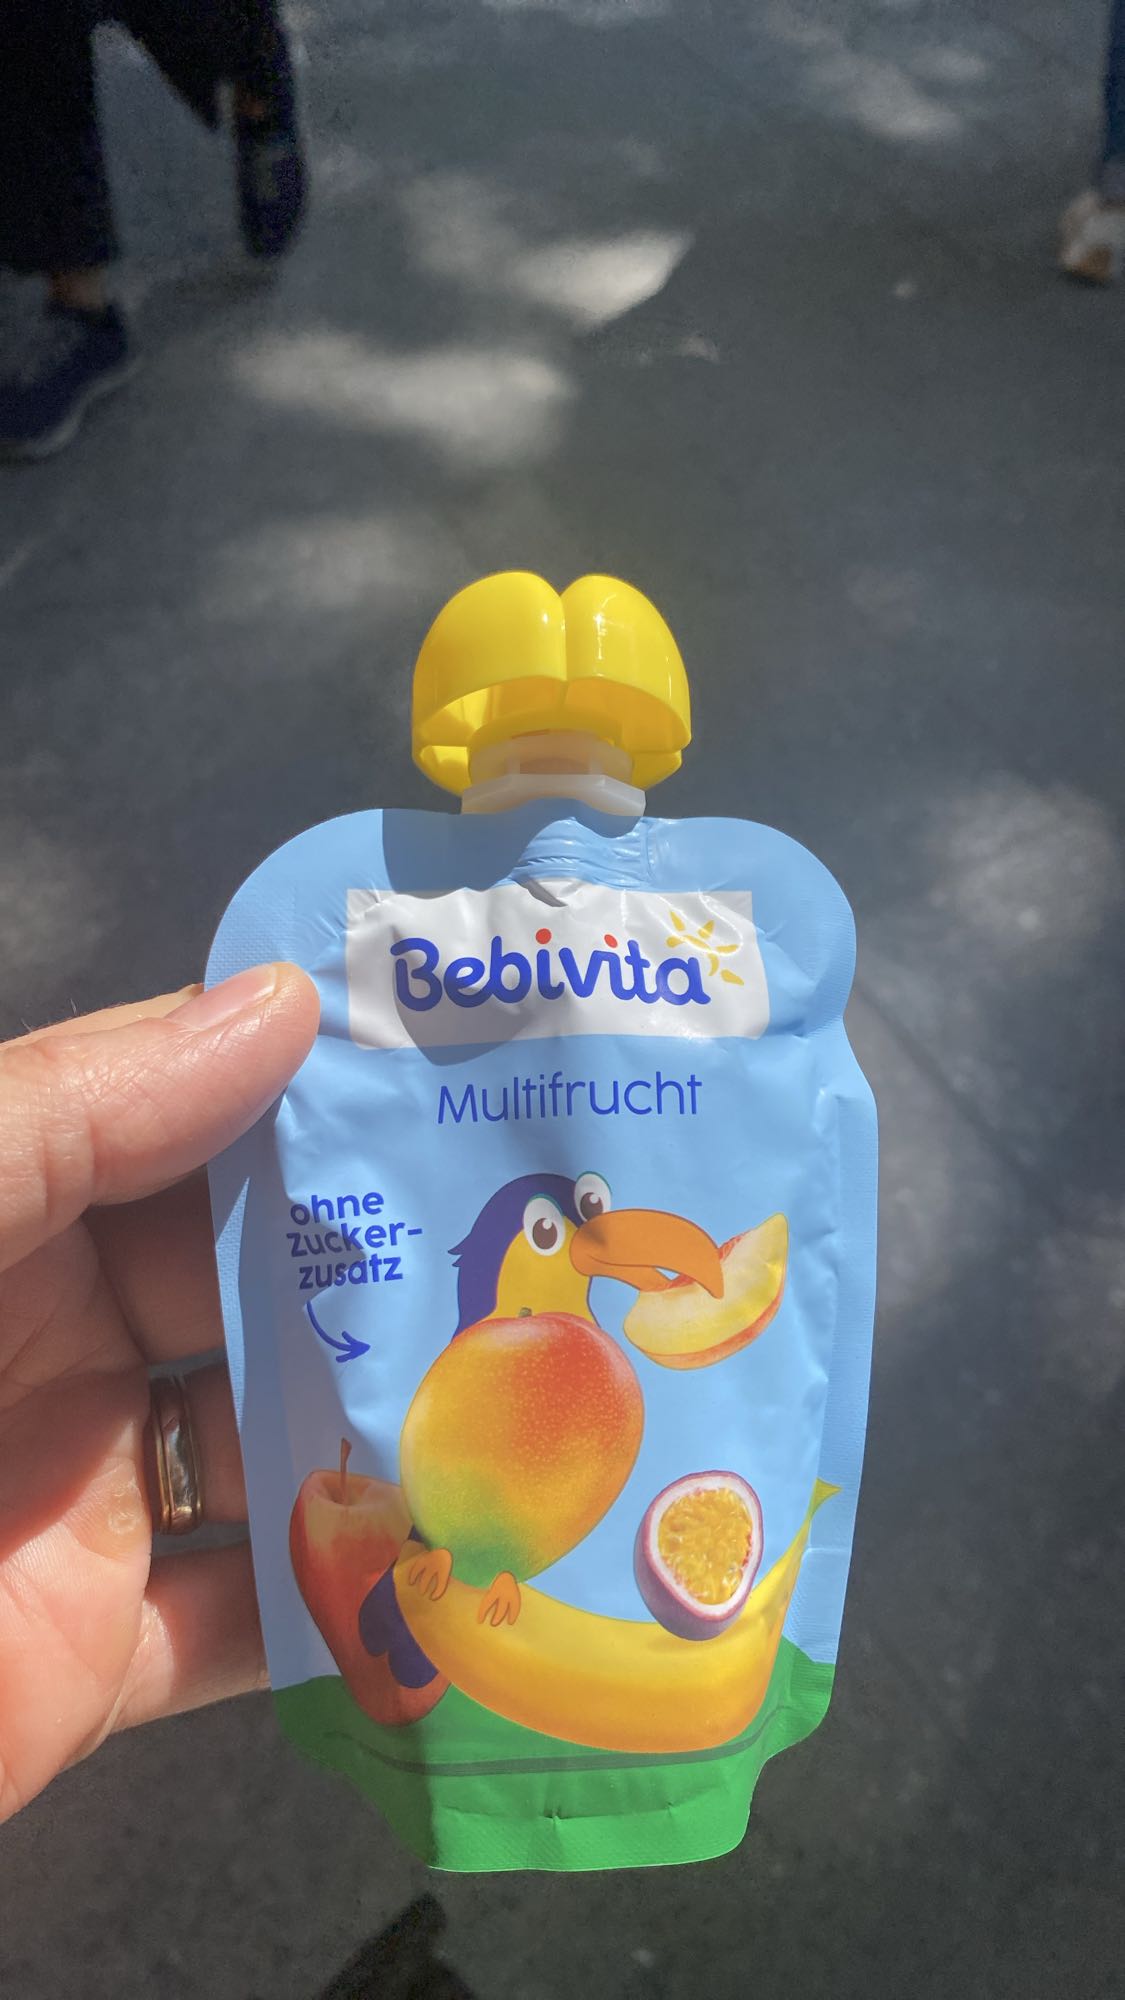 Bebivita
Multifrucht
ohne
zucker-
zusatz